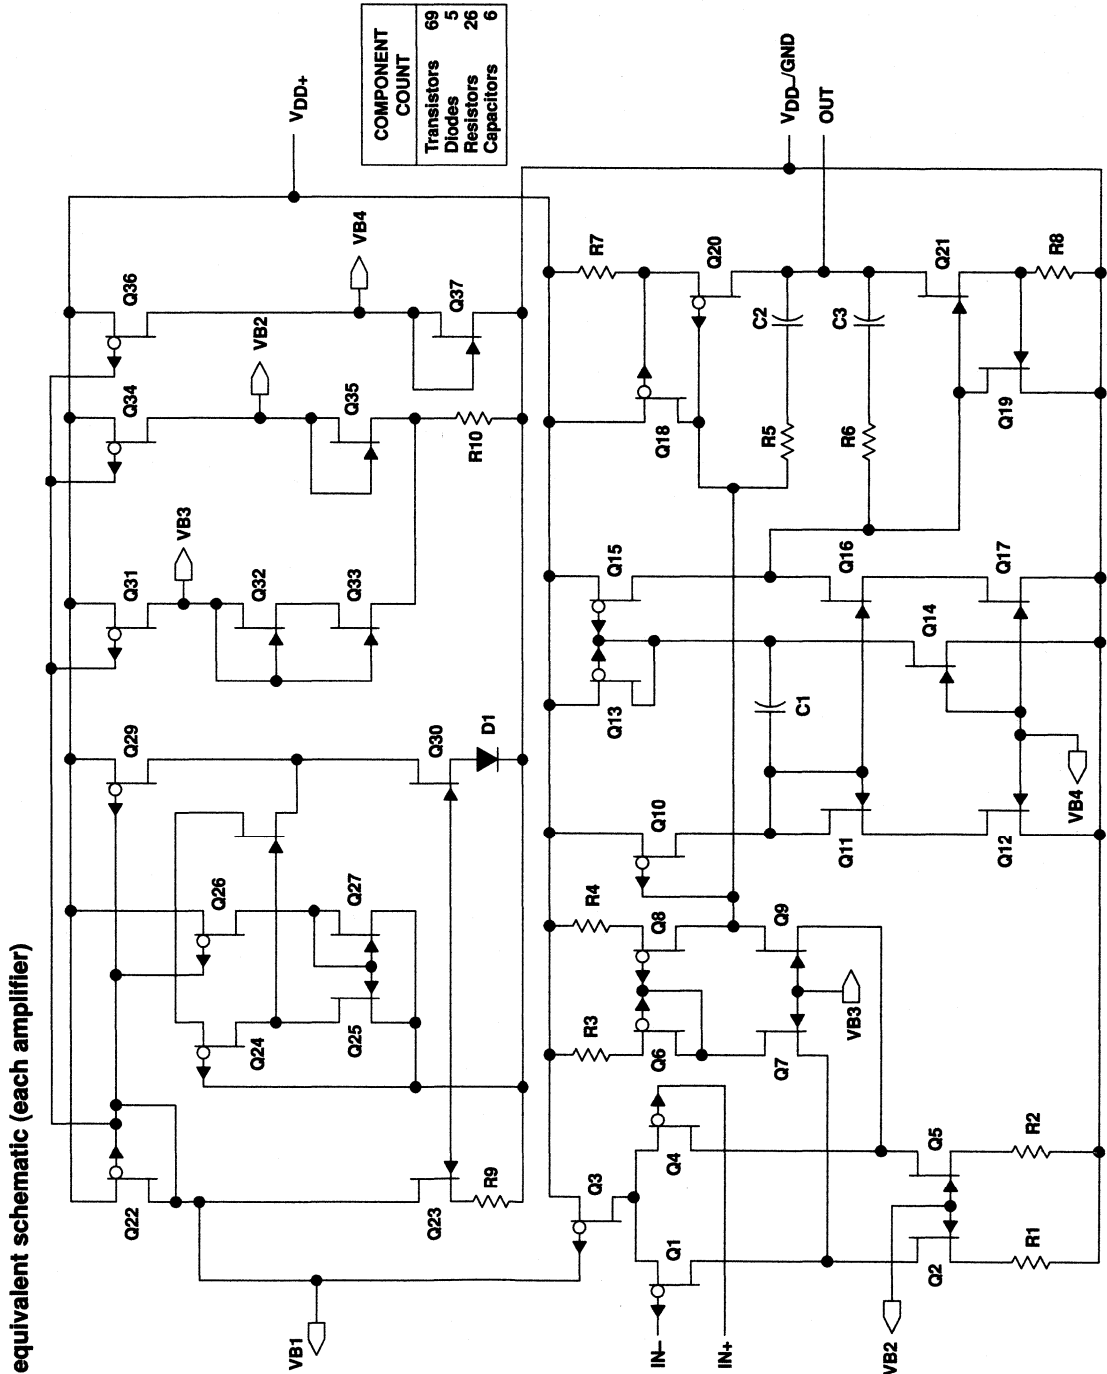 equivalent schematic (each amplifier)
COMPONENT
COUNT
Transistors 69
Diodes 5
Resistors 26
Capacitors 6
VDD+
Q36
VB4
Q37
Q34
VB2
Q35
R10
Q31
VB3
Q32
Q33
Q29
Q30
D1
Q26
Q27
Q24
Q25
Q22
Q23
R9
VB1
VDD–/GND
OUT
R7
Q20
Q18
C2
R5
C3
R6
Q21
Q19
R8
Q15
Q16
Q17
Q13
Q14
C1
Q10
Q11
Q12
VB4
R4
Q8
Q9
R3
Q6
Q7
VB3
Q3
Q4
Q5
R2
Q1
Q2
R1
IN–
IN+
VB2